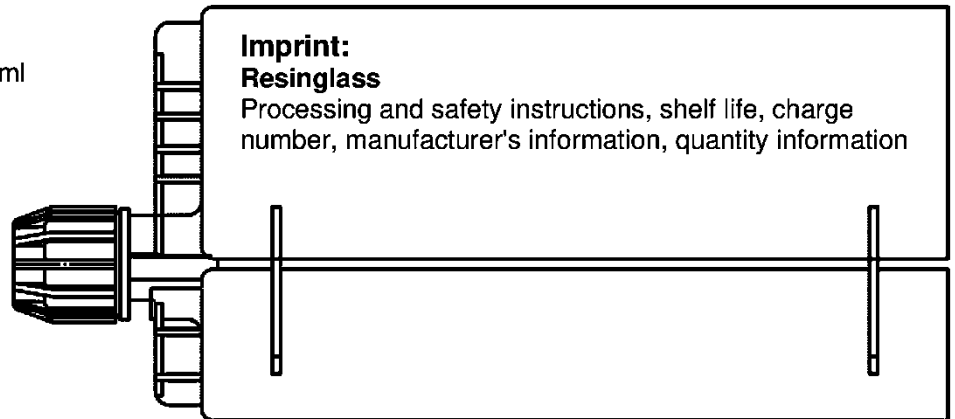 Imprint:
ml
Resinglass
Processing and safety instructions, shelf life, charge
number, manufacturer's information, quantity information